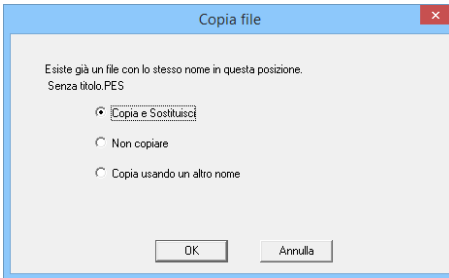 Copia file
Esiste già un file con lo stesso nome in questa posizione.
Senza titolo.PES
Copia e Sostituisci
Non copiare
Copia usando un altro nome
OK
Annulla